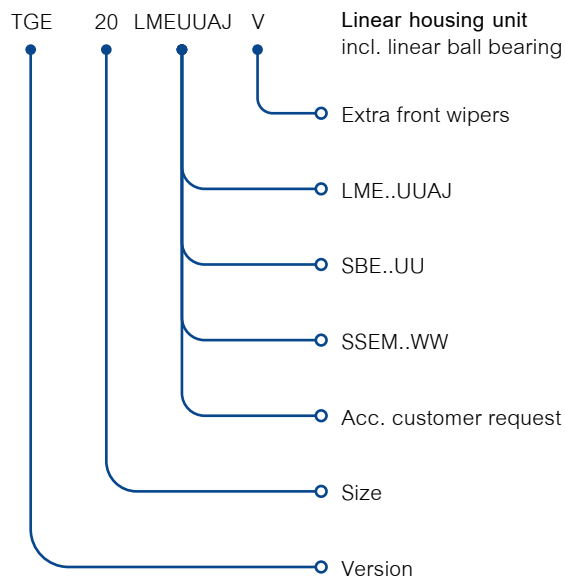 TGE 20 LMEUUAJ V Linear housing unit
incl. linear ball bearing
Extra front wipers
LME..UUAJ
SBE..UU
SSEM..WW
Acc. customer request
Size
Version